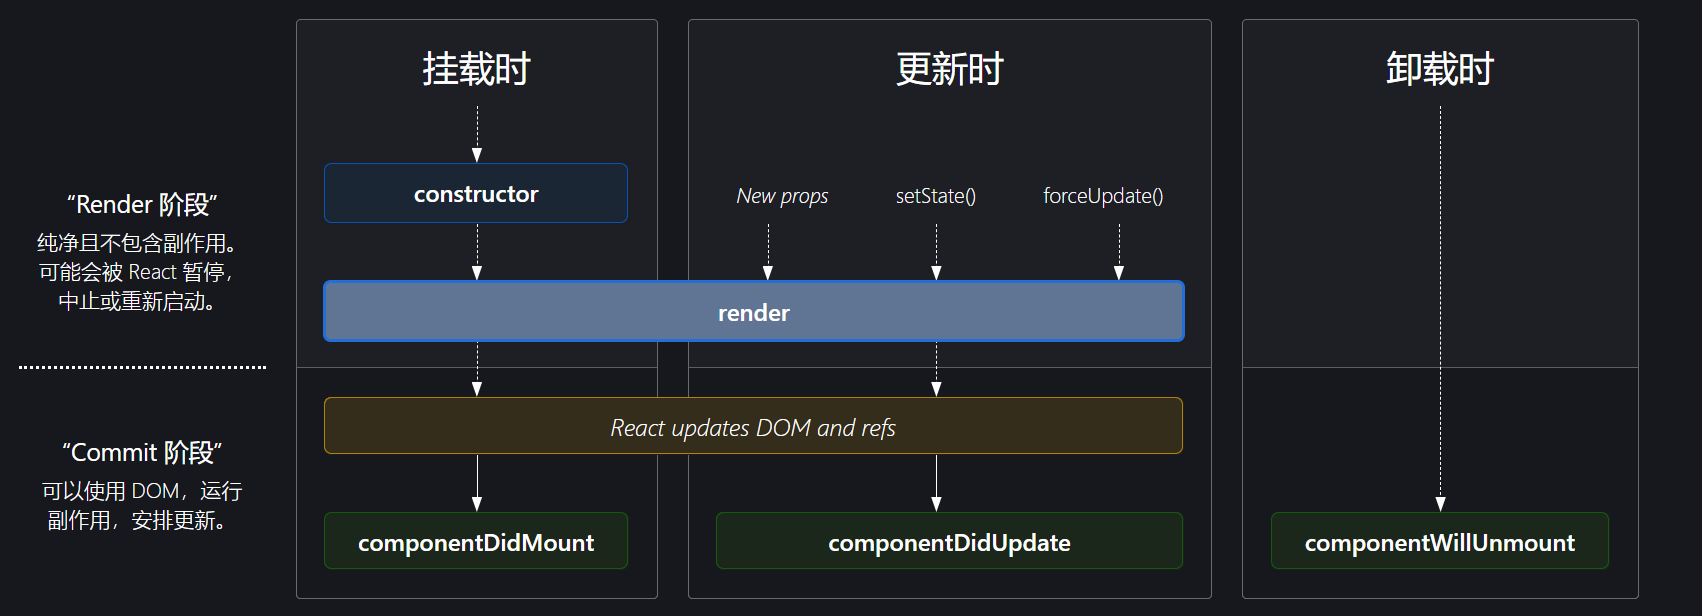 挂载时
更新时
卸载时
“Render 阶段”
纯净且不包含副作用。
可能会被 React 暂停，
中止或重新启动。
constructor
New props
setState()
forceUpdate()
render
“Commit 阶段”
可以使用 DOM，运行
副作用，安排更新。
React updates DOM and refs
componentDidMount
componentDidUpdate
componentWillUnmount